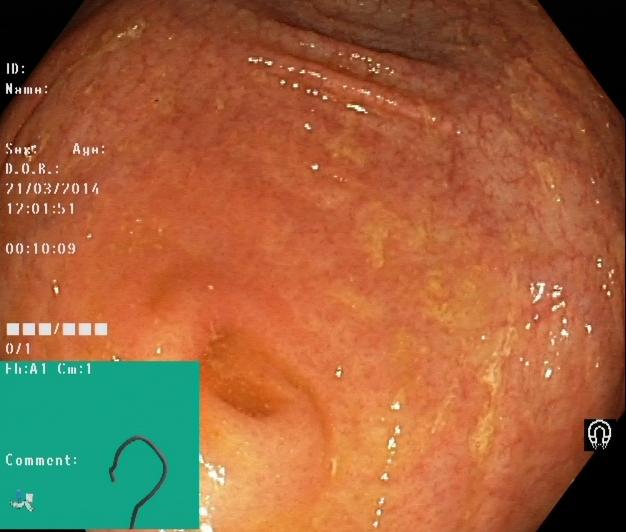 ID:
Name:
Sex: Age:
D.O.B.:
21/03/2014
12:01:51
00:10:09
■■■/■■■
0/1
Eh:A1 Cm:1
Comment: